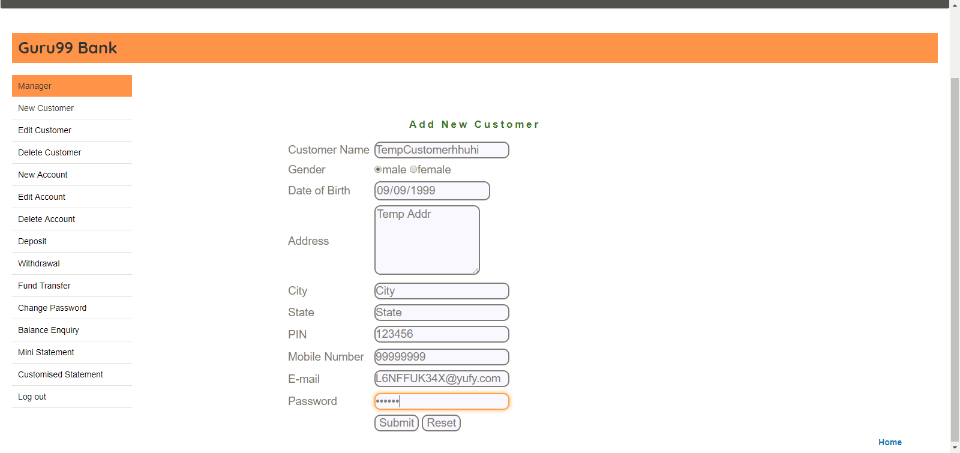 Guru99 Bank
Manager
New Customer
Edit Customer
Delete Customer
New Account
Edit Account
Delete Account
Deposit
Withdrawal
Fund Transfer
Change Password
Balance Enquiry
Mini Statement
Customised Statement
Log out
Add New Customer
Customer Name TempCustomerhhuhi
Gender male female
Date of Birth 09/09/1999
Address Temp Addr
City City
State State
PIN 123456
Mobile Number 99999999
E-mail L6NFFUK34X@yufy.com
Password ••••••
Submit Reset
Home